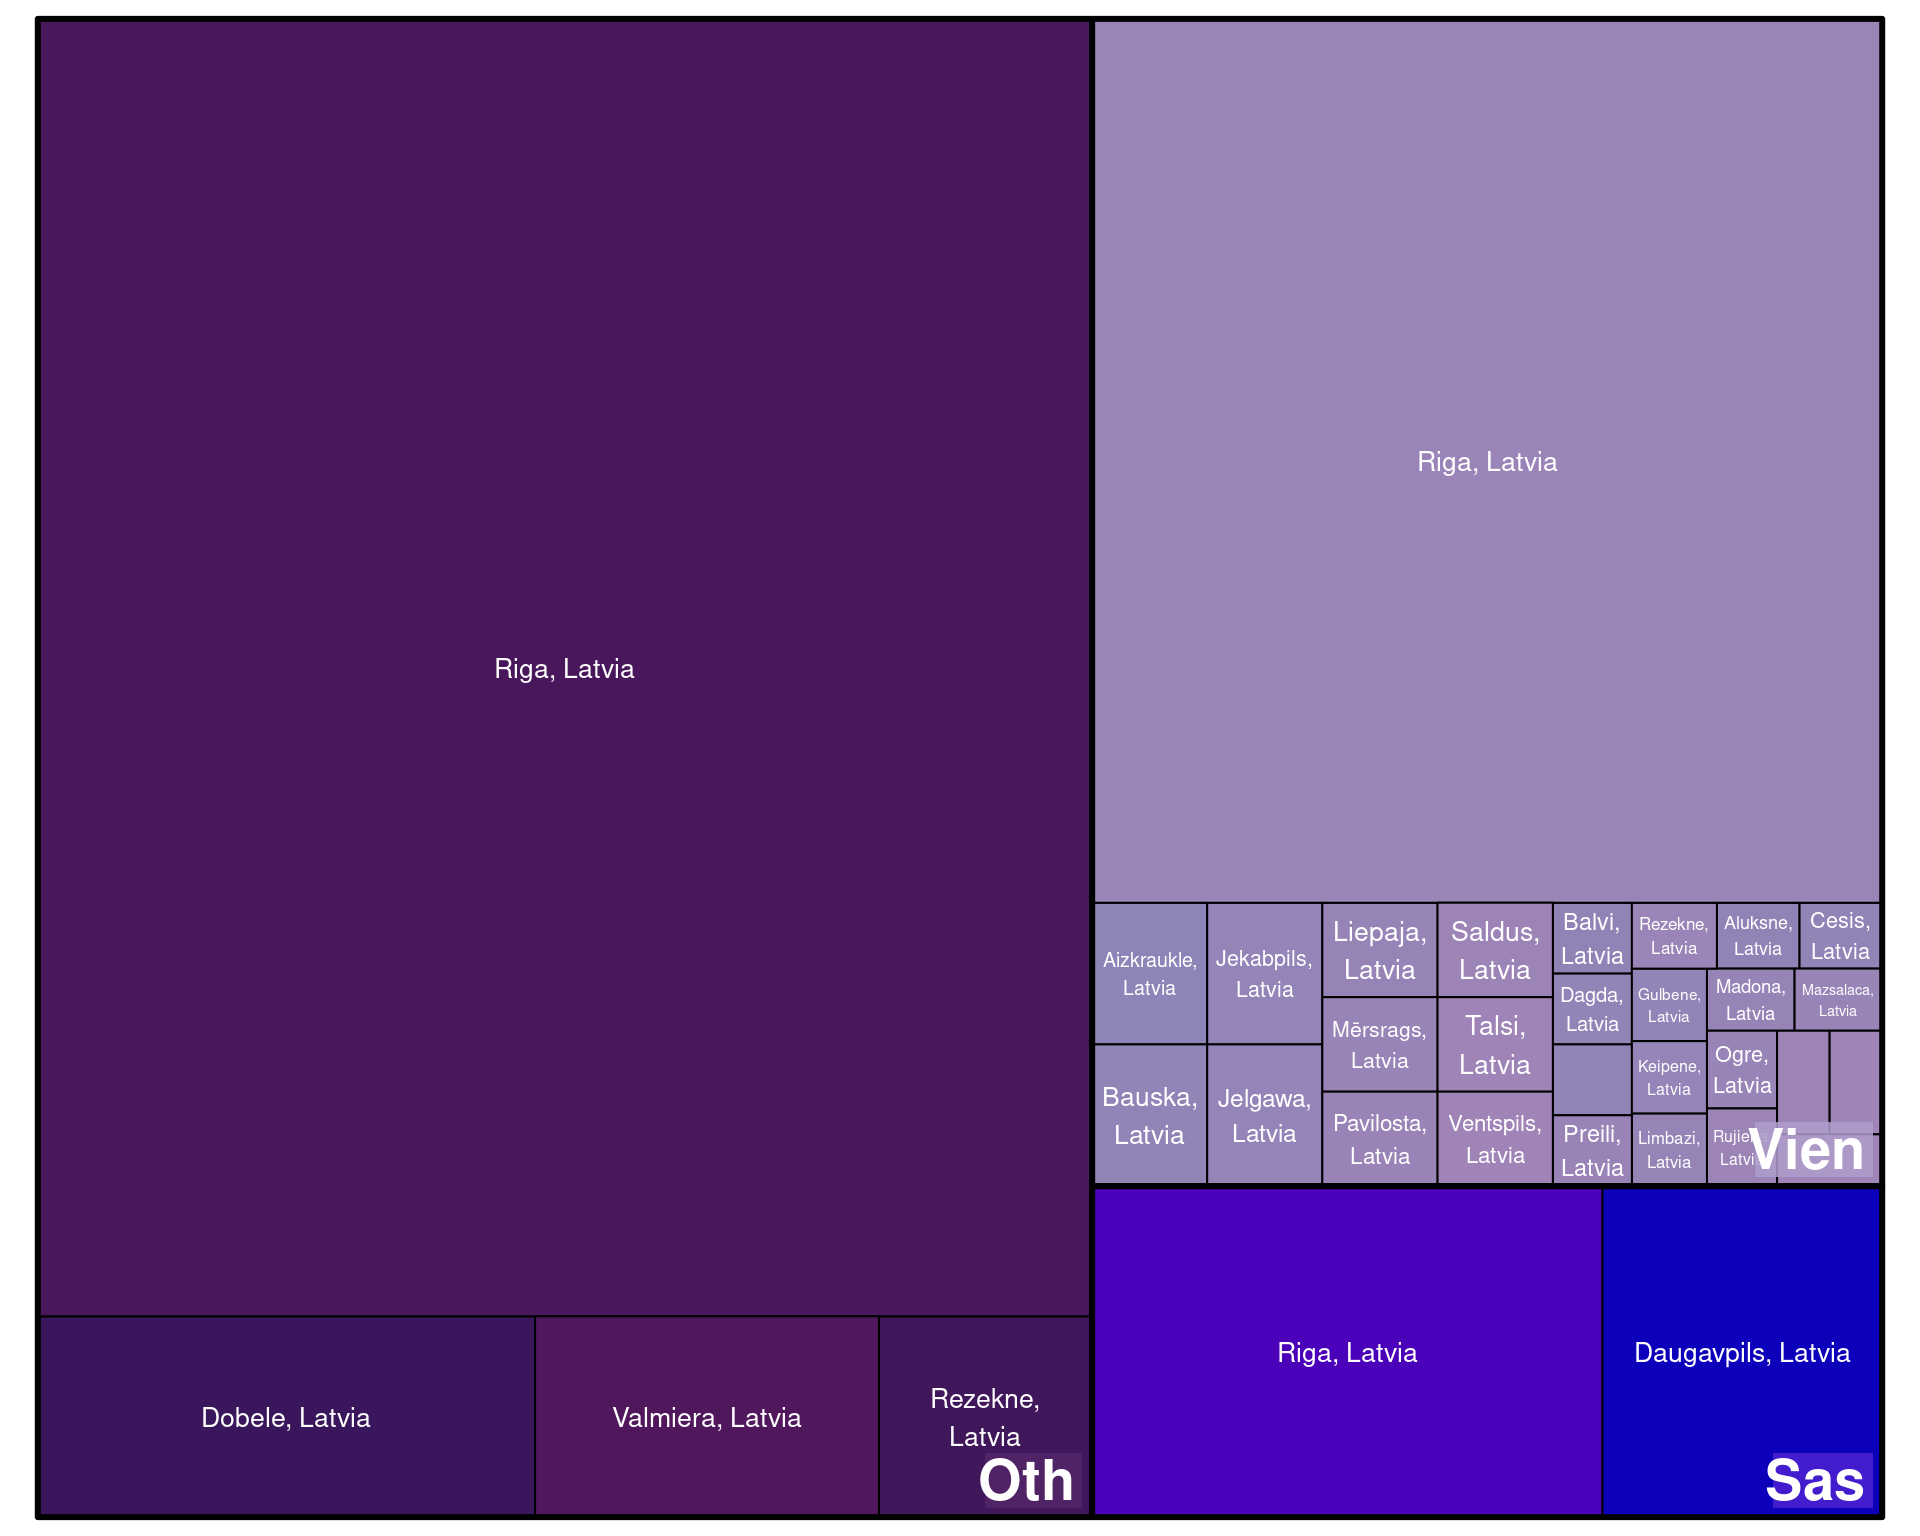 Riga, Latvia
Dobele, Latvia
Valmiera, Latvia
Rezekne,
Latvia
Oth
Riga, Latvia
Aizkraukle,
Latvia
Bauska,
Latvia
Jekabpils,
Latvia
Jelgawa,
Latvia
Liepaja,
Latvia
Mērsrags,
Latvia
Pavilosta,
Latvia
Saldus,
Latvia
Talsi,
Latvia
Ventspils,
Latvia
Balvi,
Latvia
Dagda,
Latvia
Preili,
Latvia
Rezekne,
Latvia
Aluksne,
Latvia
Cesis,
Latvia
Gulbene,
Latvia
Keipene,
Latvia
Limbazi,
Latvia
Madona,
Latvia
Mazsalaca,
Latvia
Ogre,
Latvia
Vien
Riga, Latvia
Daugavpils, Latvia
Sas